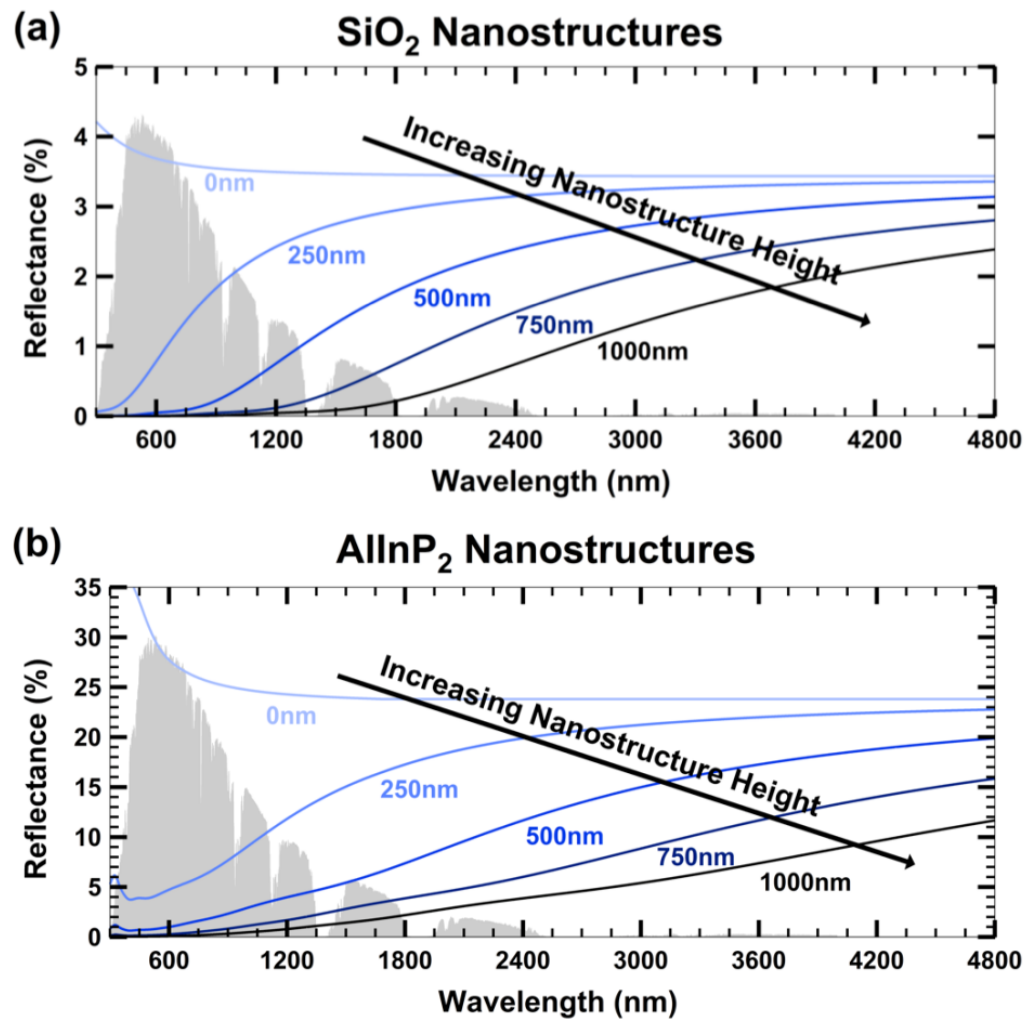 (a)
SiO₂ Nanostructures
Reflectance (%)
5
4
3
2
1
0
0nm
250nm
500nm
750nm
1000nm
Increasing Nanostructure Height
600 1200 1800 2400 3000 3600 4200 4800
Wavelength (nm)
(b)
AlInP₂ Nanostructures
Reflectance (%)
35
30
25
20
15
10
5
0
0nm
250nm
500nm
750nm
1000nm
Increasing Nanostructure Height
600 1200 1800 2400 3000 3600 4200 4800
Wavelength (nm)